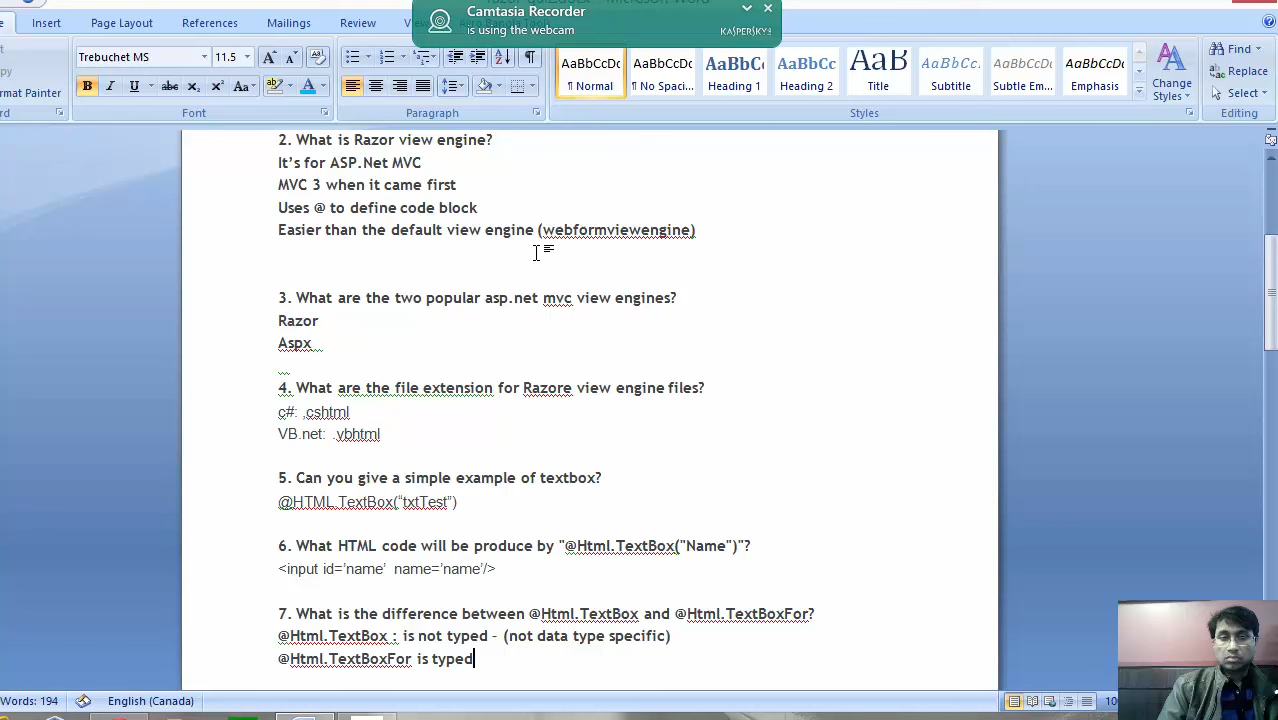 Camtasia Recorder
is using the webcam
KASPERSKY
Page Layout
References
Mailings
Review
Insert
Trebuchet MS
11.5
Format Painter
Font
Paragraph
AaBbCcDc
AaBbCcDc
AaBbCc
AaBbCc
AaB
AaBbCc.
AaBbCcDc
AaBbCcDc
¶ Normal
¶ No Spaci...
Heading 1
Heading 2
Title
Subtitle
Subtle Em...
Emphasis
Change
Styles
Styles
Find
Replace
Select
Editing
2. What is Razor view engine?
It’s for ASP.Net MVC
MVC 3 when it came first
Uses @ to define code block
Easier than the default view engine (webformviewengine)
3. What are the two popular asp.net mvc view engines?
Razor
Aspx
4. What are the file extension for Razore view engine files?
c#: .cshtml
VB.net: .vbhtml
5. Can you give a simple example of textbox?
@HTML.TextBox(“txtTest”)
6. What HTML code will be produce by "@Html.TextBox("Name")"?
<input id=’name’ name=’name’/>
7. What is the difference between @Html.TextBox and @Html.TextBoxFor?
@Html.TextBox : is not typed - (not data type specific)
@Html.TextBoxFor is typed
Words: 194
English (Canada)